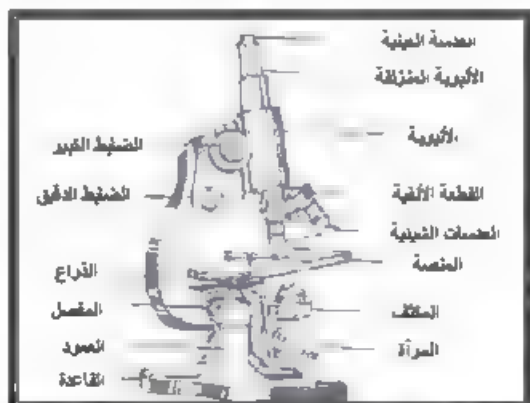 العدسة العينية
الأنبوبة المنزلقة
الأنبوبة
الضبط الكبير
القطعة الأنفية
الضبط الدقيق
العدسات الشيئية
المنصة
الذراع
المكثف
المفصل
المرآة
العمود
القاعدة